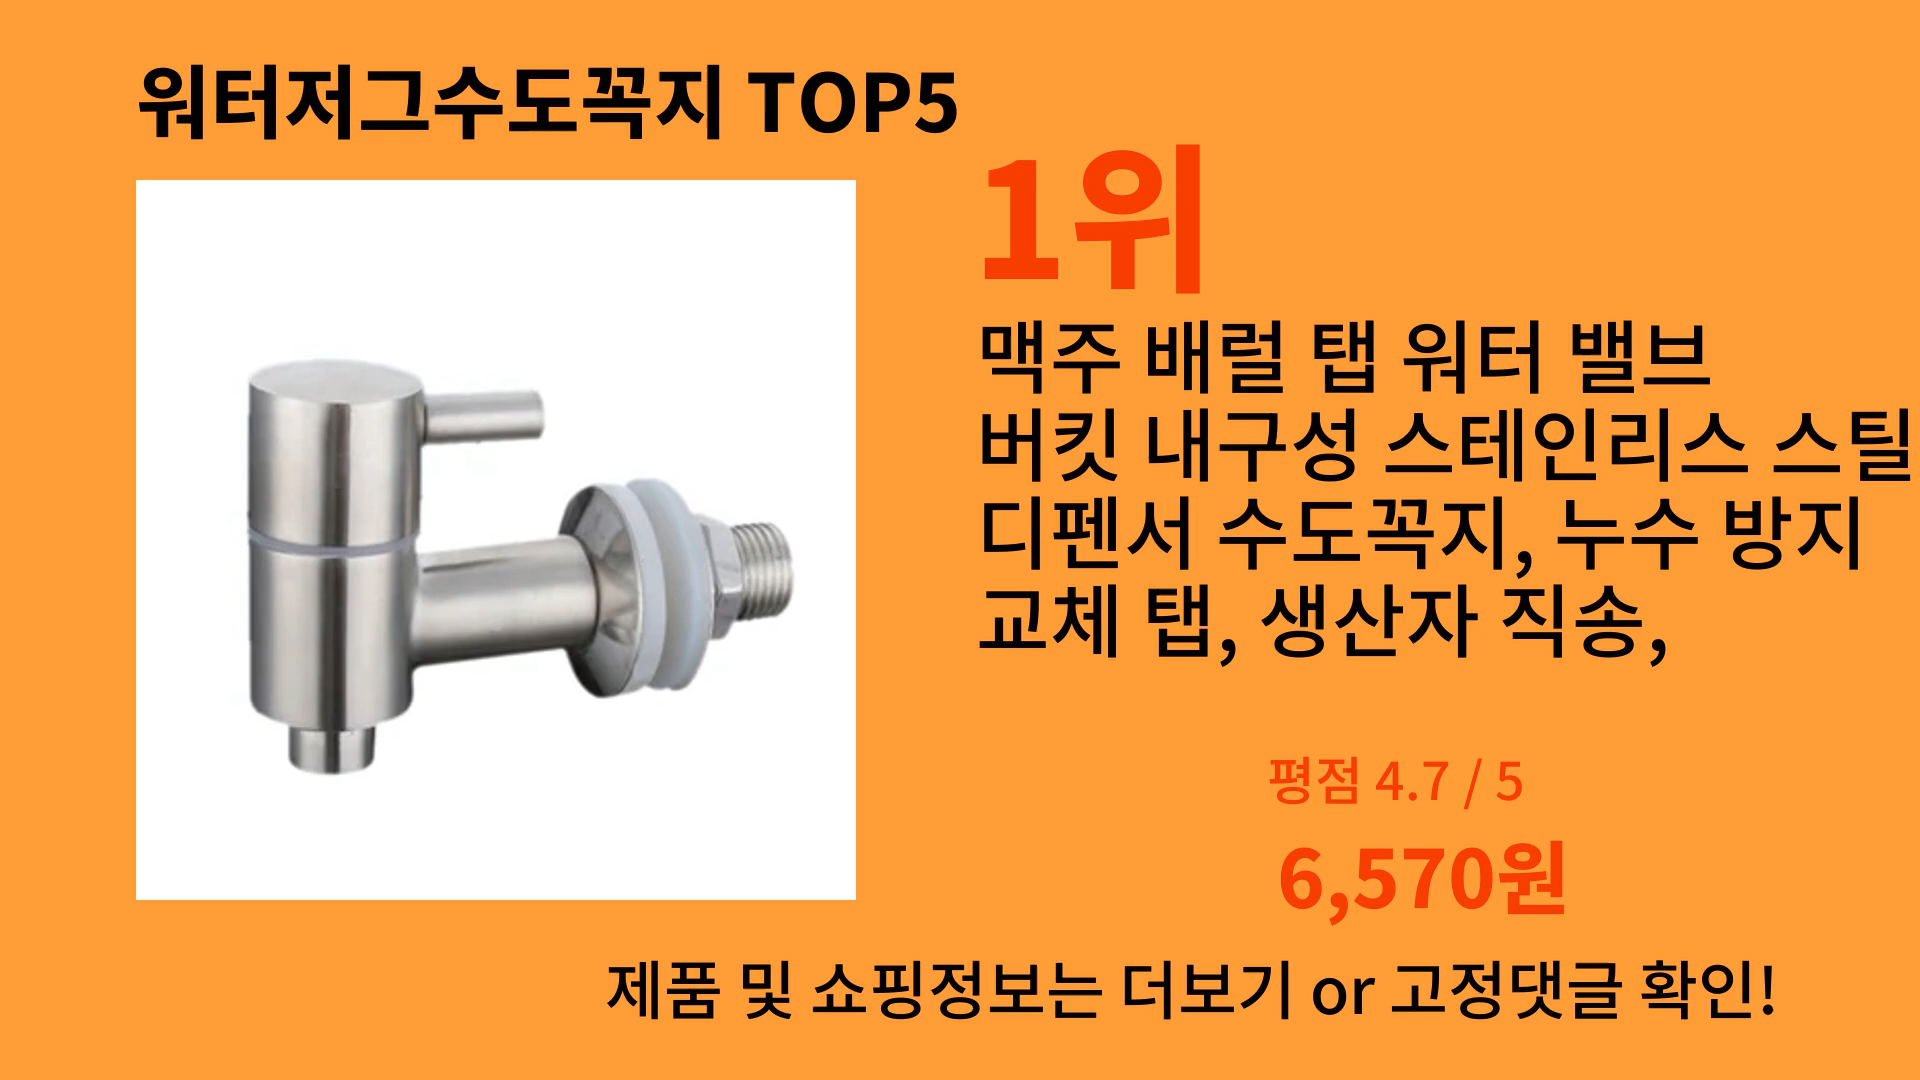 워터저그수도꼭지 TOP5
1위
맥주 배럴 탭 워터 밸브
버킷 내구성 스테인리스 스틸
디펜서 수도꼭지, 누수 방지
교체 탭, 생산자 직송,
평점 4.7 / 5
6,570원
제품 및 쇼핑정보는 더보기 or 고정댓글 확인!